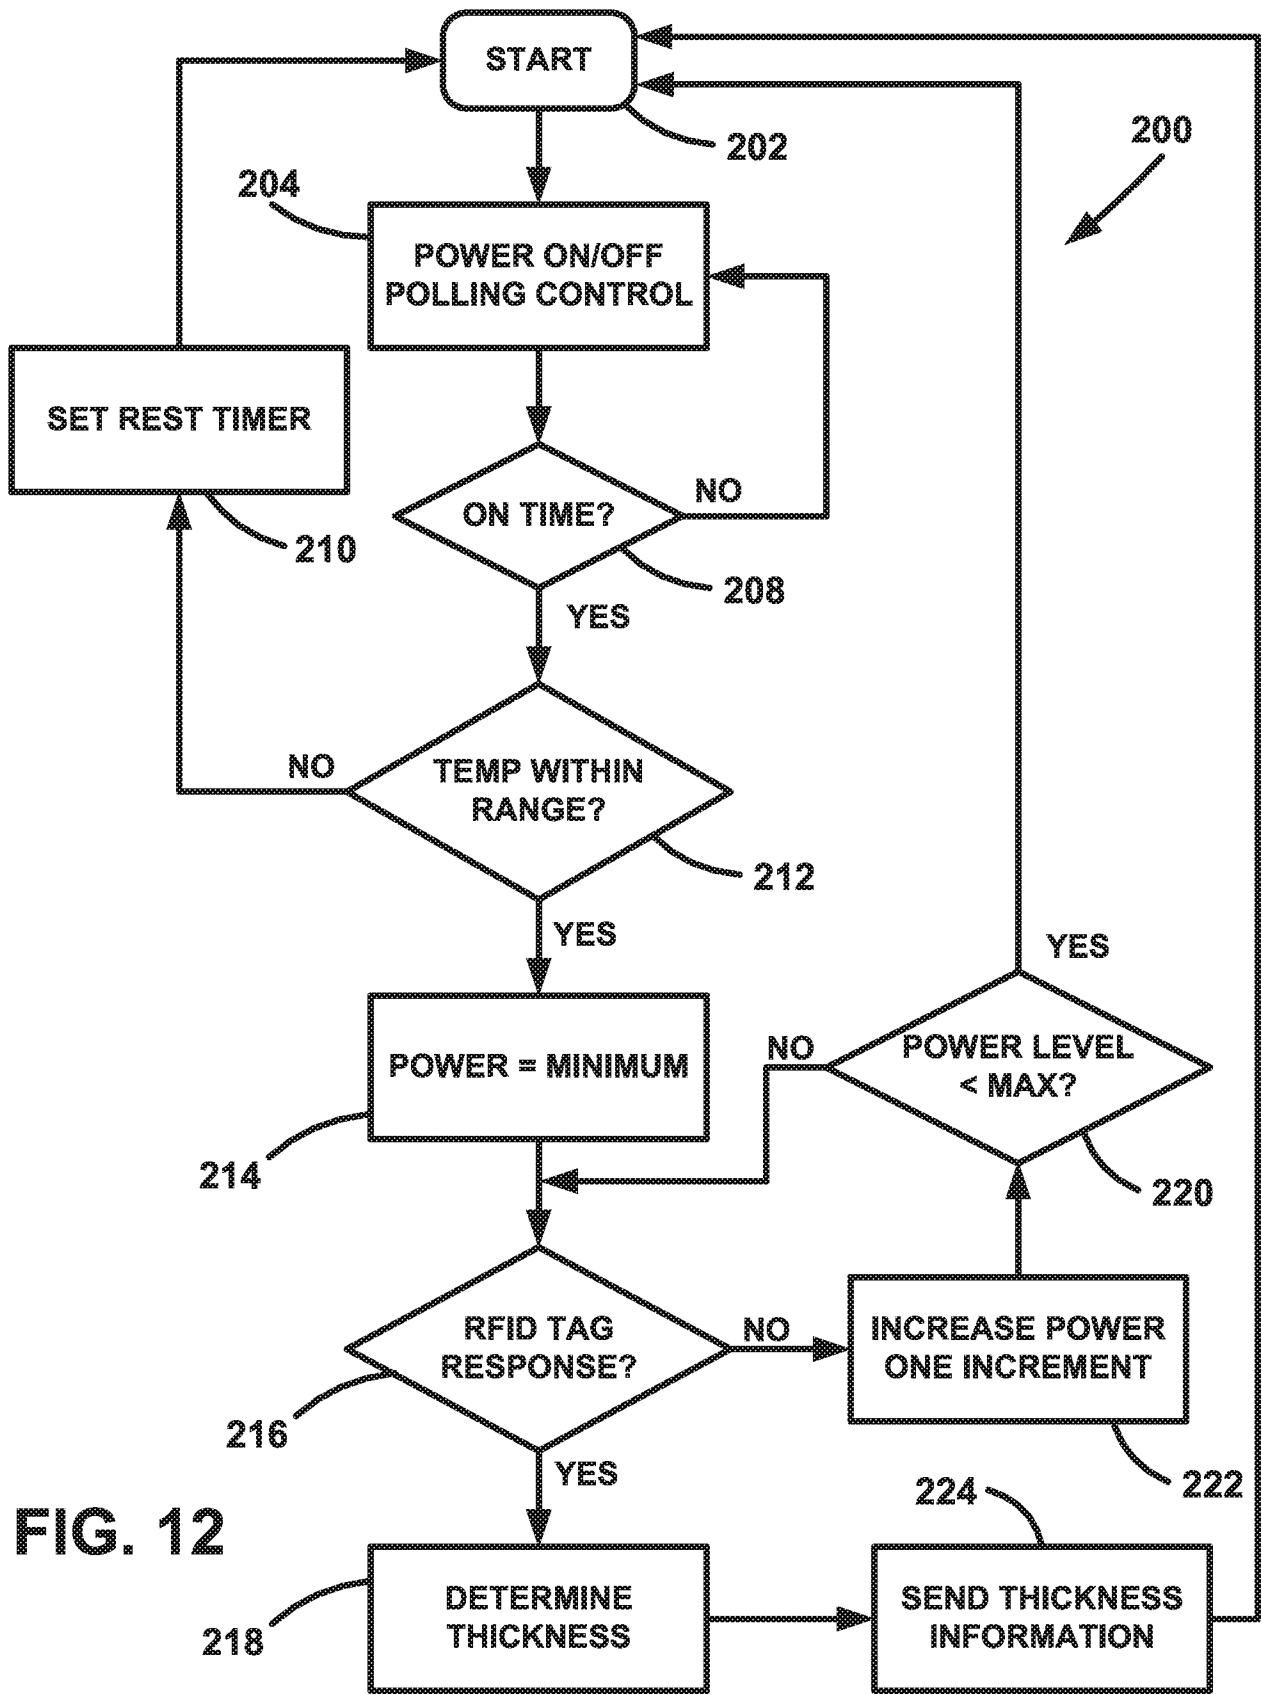 START
202
200
204
POWER ON/OFF
POLLING CONTROL
SET REST TIMER
210
ON TIME?
NO
208
YES
TEMP WITHIN
RANGE?
NO
212
YES
POWER = MINIMUM
214
YES
POWER LEVEL
< MAX?
NO
220
RFID TAG
RESPONSE?
NO
216
INCREASE POWER
ONE INCREMENT
222
YES
FIG. 12
DETERMINE
THICKNESS
218
224
SEND THICKNESS
INFORMATION